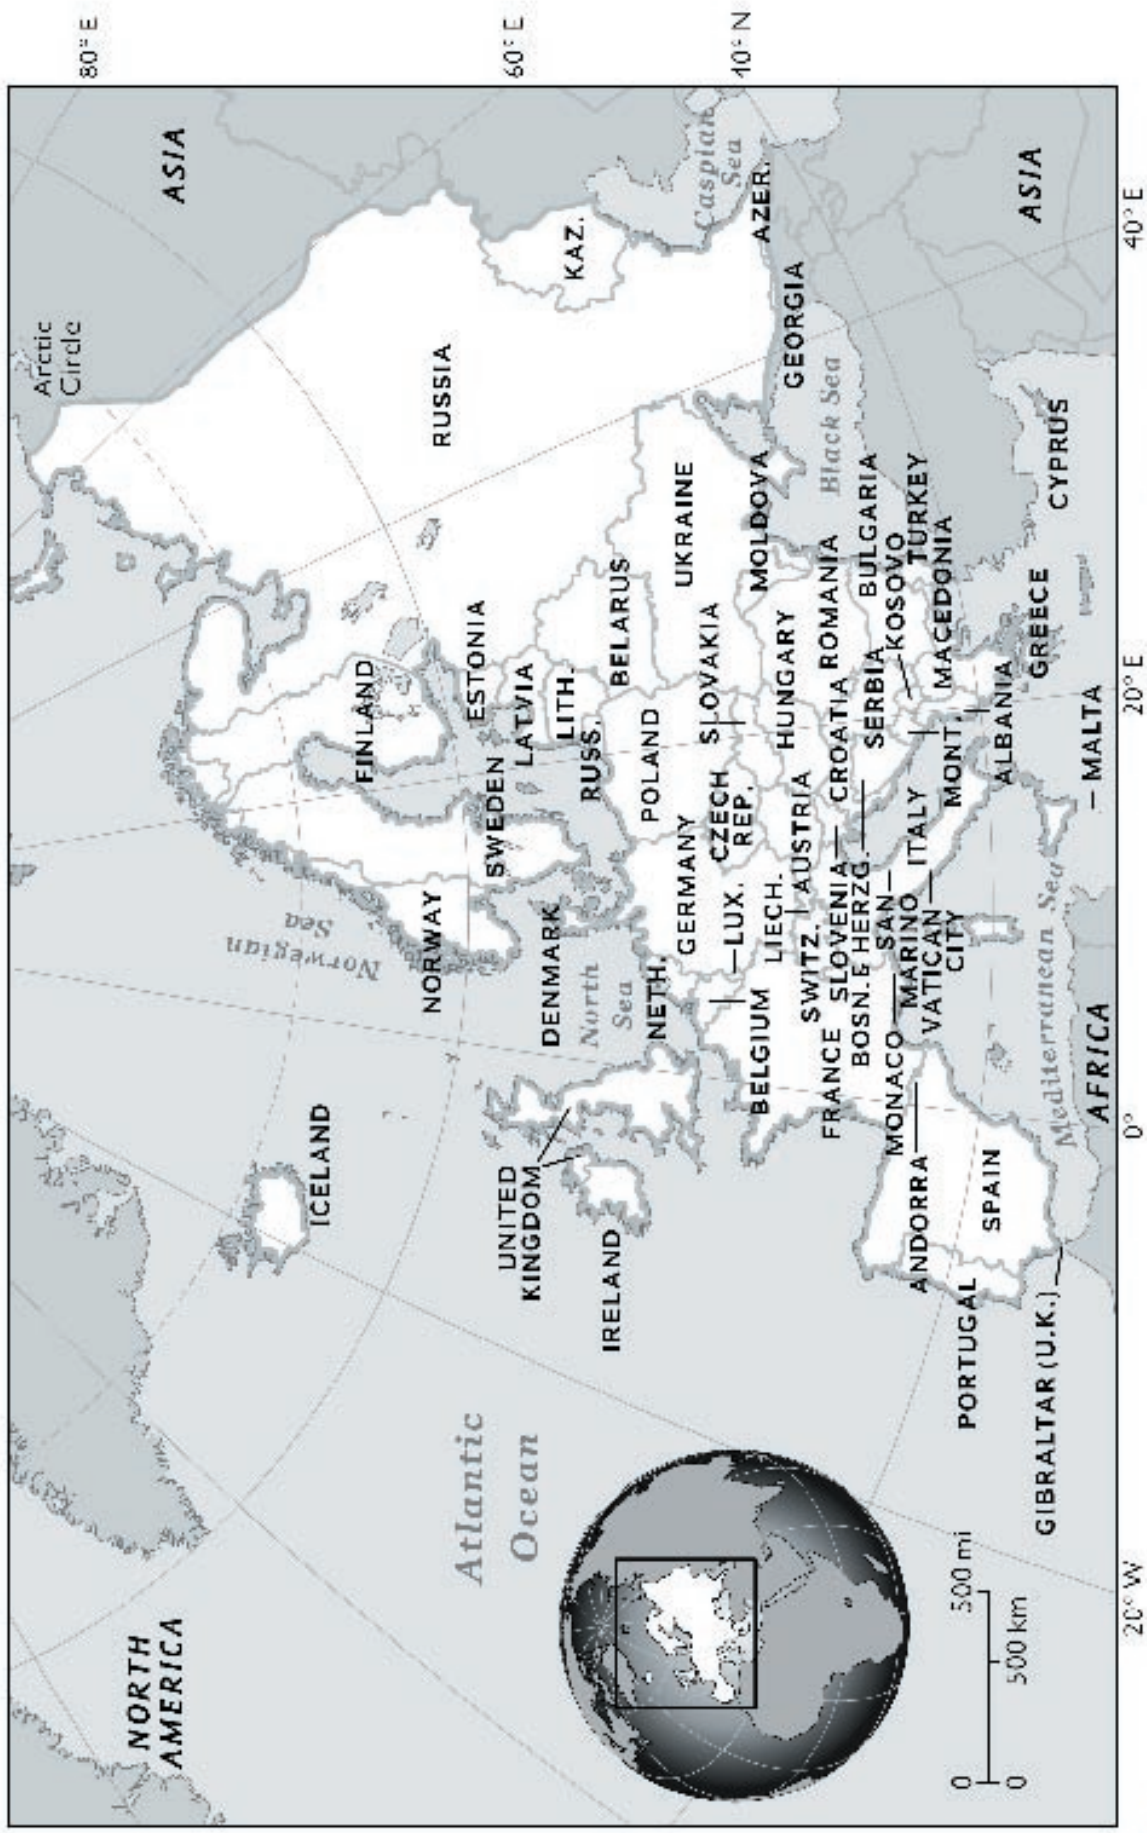 80° E
60° E
40° N
40° E
20° E
0°
20° W
Arctic
Circle
ASIA
ASIA
NORTH
AMERICA
AFRICA
Atlantic
Ocean
Norwegian
Sea
North
Sea
Caspian
Sea
Black Sea
Mediterranean Sea
ICELAND
NORWAY
SWEDEN
FINLAND
RUSSIA
KAZ.
ESTONIA
LATVIA
LITH.
RUSS.
BELARUS
DENMARK
UNITED
KINGDOM
IRELAND
NETH.
GERMANY
POLAND
UKRAINE
BELGIUM
LUX.
CZECH
REP.
SLOVAKIA
MOLDOVA
LIECH.
AUSTRIA
HUNGARY
SWITZ.
FRANCE
SLOVENIA
CROATIA
ROMANIA
BOSN. E HERZG.
SERBIA
BULGARIA
MONACO
SAN
MARINO
KOSOVO
ANDORRA
VATICAN
CITY
ITALY
TURKEY
MONT.
MACEDONIA
PORTUGAL
SPAIN
ALBANIA
GREECE
GIBRALTAR (U.K.)
MALTA
CYPRUS
GEORGIA
AZER.
0
500 mi
0
500 km